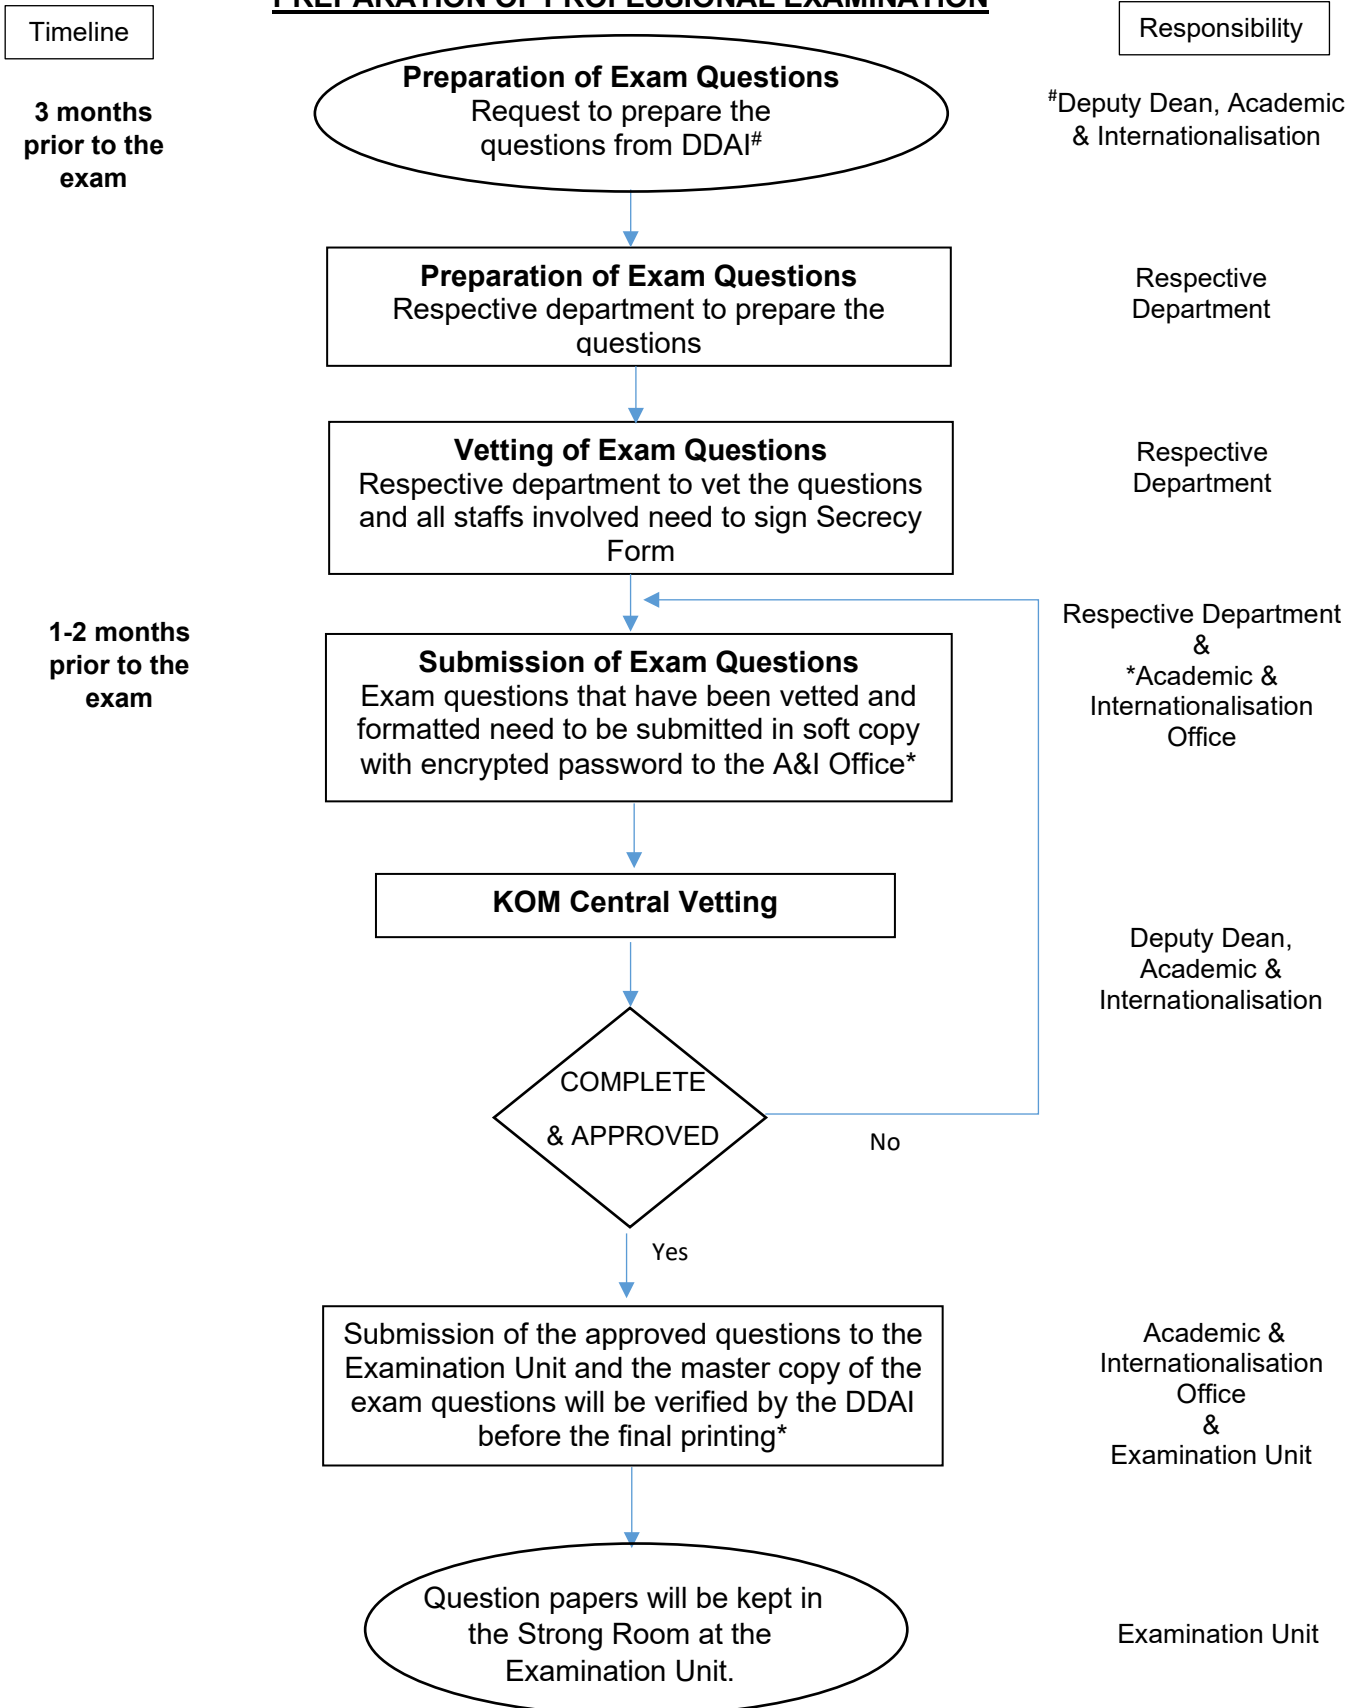 PREPARATION OF PROFESSIONAL EXAMINATION
Timeline
Responsibility
3 months
prior to the
exam
Preparation of Exam Questions
Request to prepare the
questions from DDAI#
#Deputy Dean, Academic
& Internationalisation
Preparation of Exam Questions
Respective department to prepare the
questions
Respective
Department
Vetting of Exam Questions
Respective department to vet the questions
and all staffs involved need to sign Secrecy
Form
Respective
Department
1-2 months
prior to the
exam
Submission of Exam Questions
Exam questions that have been vetted and
formatted need to be submitted in soft copy
with encrypted password to the A&I Office*
Respective Department
&
*Academic &
Internationalisation
Office
KOM Central Vetting
Deputy Dean,
Academic &
Internationalisation
COMPLETE
& APPROVED
No
Yes
Submission of the approved questions to the
Examination Unit and the master copy of the
exam questions will be verified by the DDAI
before the final printing*
Academic &
Internationalisation
Office
&
Examination Unit
Question papers will be kept in
the Strong Room at the
Examination Unit.
Examination Unit